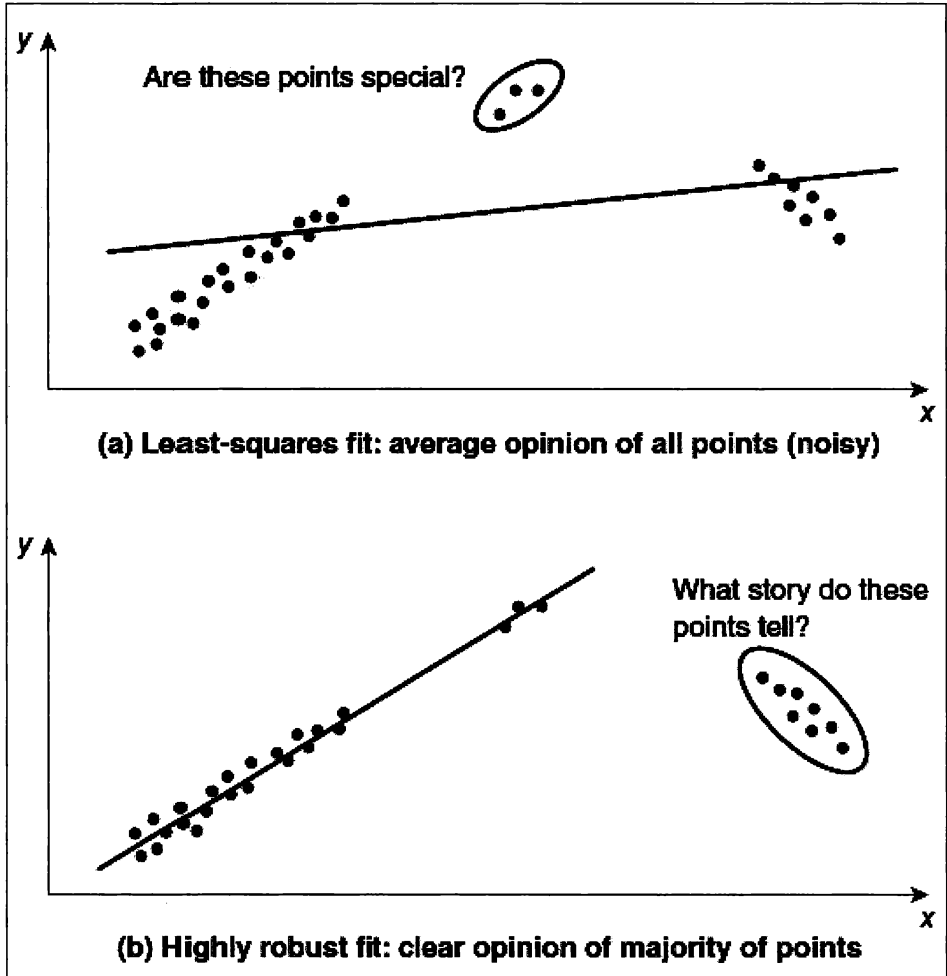 y
Are these points special?
x
(a) Least-squares fit: average opinion of all points (noisy)
y
What story do these
points tell?
x
(b) Highly robust fit: clear opinion of majority of points